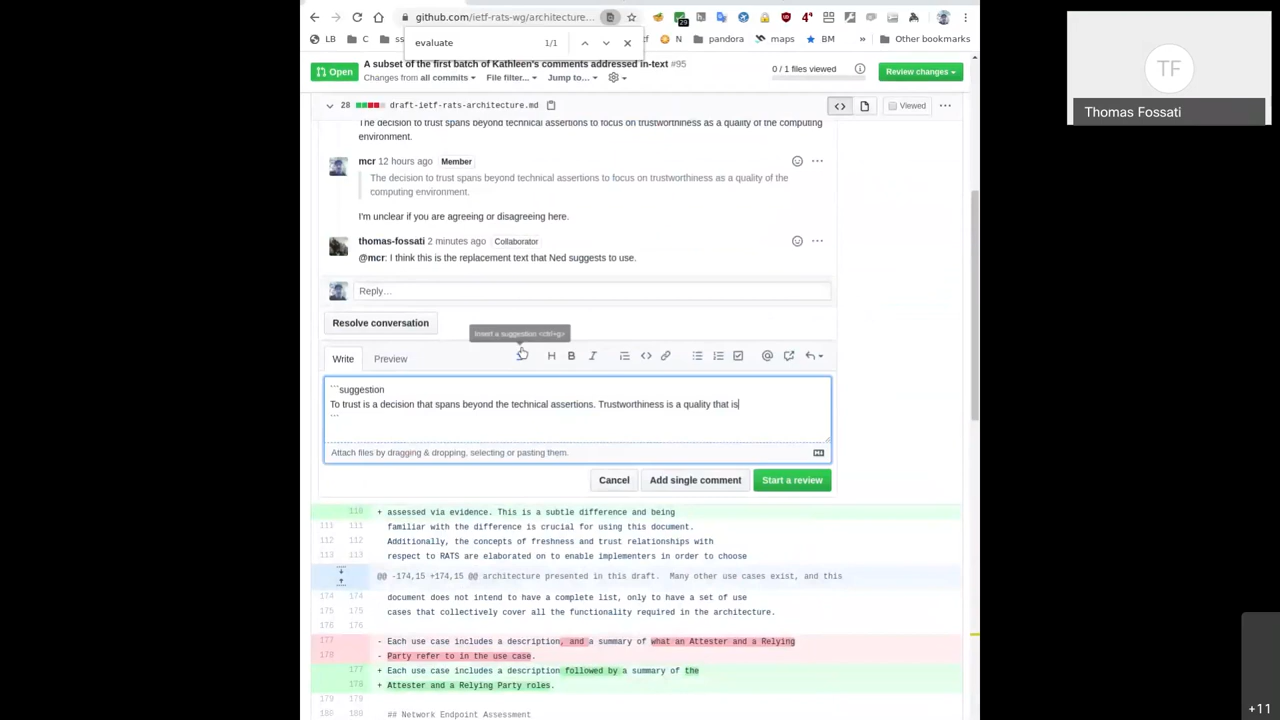 github.com/ietf-rats-wg/architecture...
29
4
LB
C
ss
evaluate
1/1
tf
N
pandora
maps
BM
»
Other bookmarks
Open
A subset of the first batch of Kathleen's comments addressed in-text #95
Changes from all commits
File filter...
Jump to...
0 / 1 files viewed
Review changes
28
draft-ietf-rats-architecture.md
Viewed
The decision to trust spans beyond technical assertions to focus on trustworthiness as a quality of the computing
environment.
mcr 12 hours ago Member
The decision to trust spans beyond technical assertions to focus on trustworthiness as a quality of the
computing environment.
I'm unclear if you are agreeing or disagreeing here.
thomas-fossati 2 minutes ago Collaborator
@mcr: I think this is the replacement text that Ned suggests to use.
Reply...
Resolve conversation
Insert a suggestion <ctrl+g>
Write
Preview
H B I
```suggestion
To trust is a decision that spans beyond the technical assertions. Trustworthiness is a quality that is
```
Attach files by dragging & dropping, selecting or pasting them.
Cancel
Add single comment
Start a review
110 + assessed via evidence. This is a subtle difference and being
111 111 familiar with the difference is crucial for using this document.
112 112 Additionally, the concepts of freshness and trust relationships with
113 113 respect to RATS are elaborated on to enable implementers in order to choose
@@ -174,15 +174,15 @@ architecture presented in this draft. Many other use cases exist, and this
174 174 document does not intend to have a complete list, only to have a set of use
175 175 cases that collectively cover all the functionality required in the architecture.
176 176
177 - Each use case includes a description, and a summary of what an Attester and a Relying
178 - Party refer to in the use case.
177 + Each use case includes a description followed by a summary of the
178 + Attester and a Relying Party roles.
179 179
180 180 ## Network Endpoint Assessment
TF
Thomas Fossati
+11